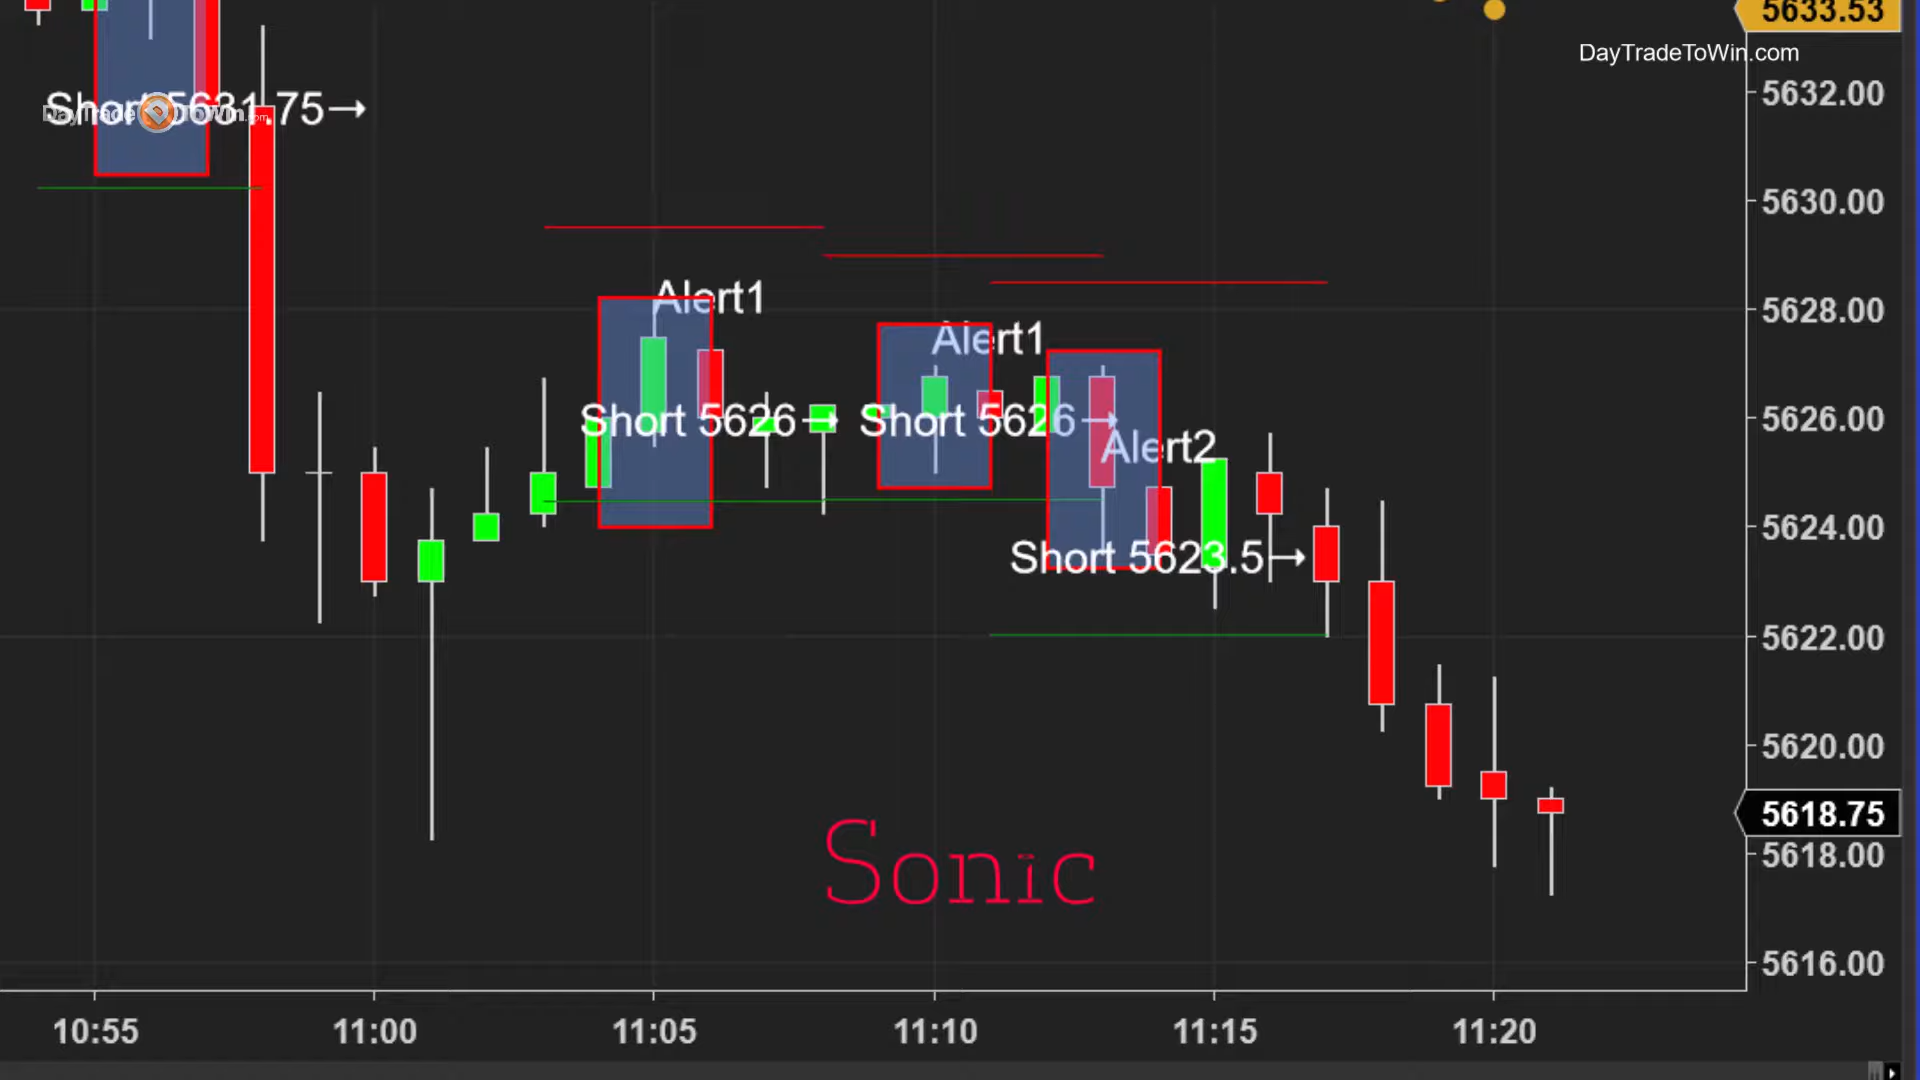 5633.53
DayTradeToWin.com
5632.00
Short 5631.75→
DayTradeToWin.com
5630.00
Alert1
5628.00
Alert1
Short 5626→
Short 5626→
5626.00
Alert2
5624.00
Short 5623.5→
5622.00
5620.00
5618.75
Sonic
5618.00
5616.00
10:55 11:00 11:05 11:10 11:15 11:20